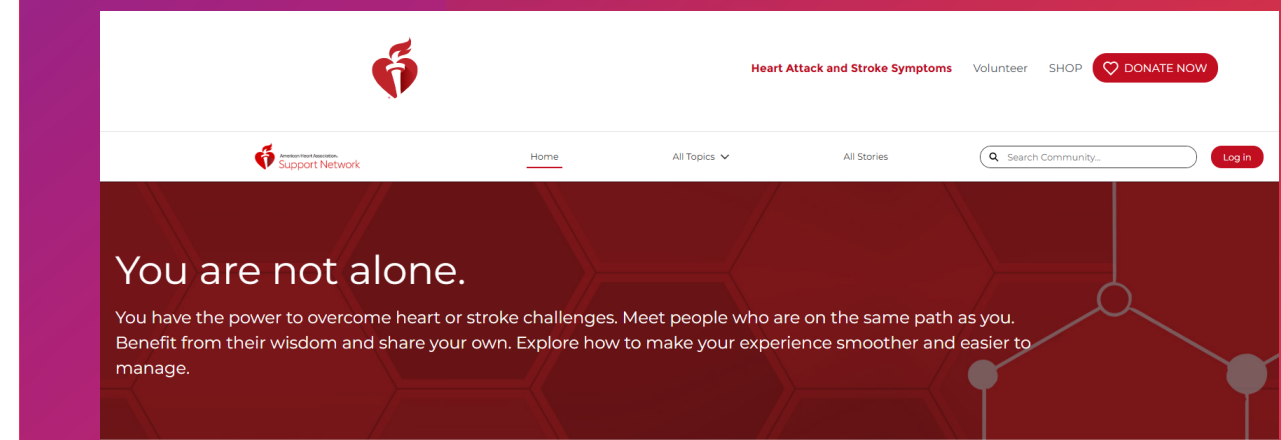 Heart Attack and Stroke Symptoms Volunteer SHOP DONATE NOW
American Heart Association.
Support Network
Home All Topics All Stories Search Community... Log in
You are not alone.
You have the power to overcome heart or stroke challenges. Meet people who are on the same path as you.
Benefit from their wisdom and share your own. Explore how to make your experience smoother and easier to
manage.